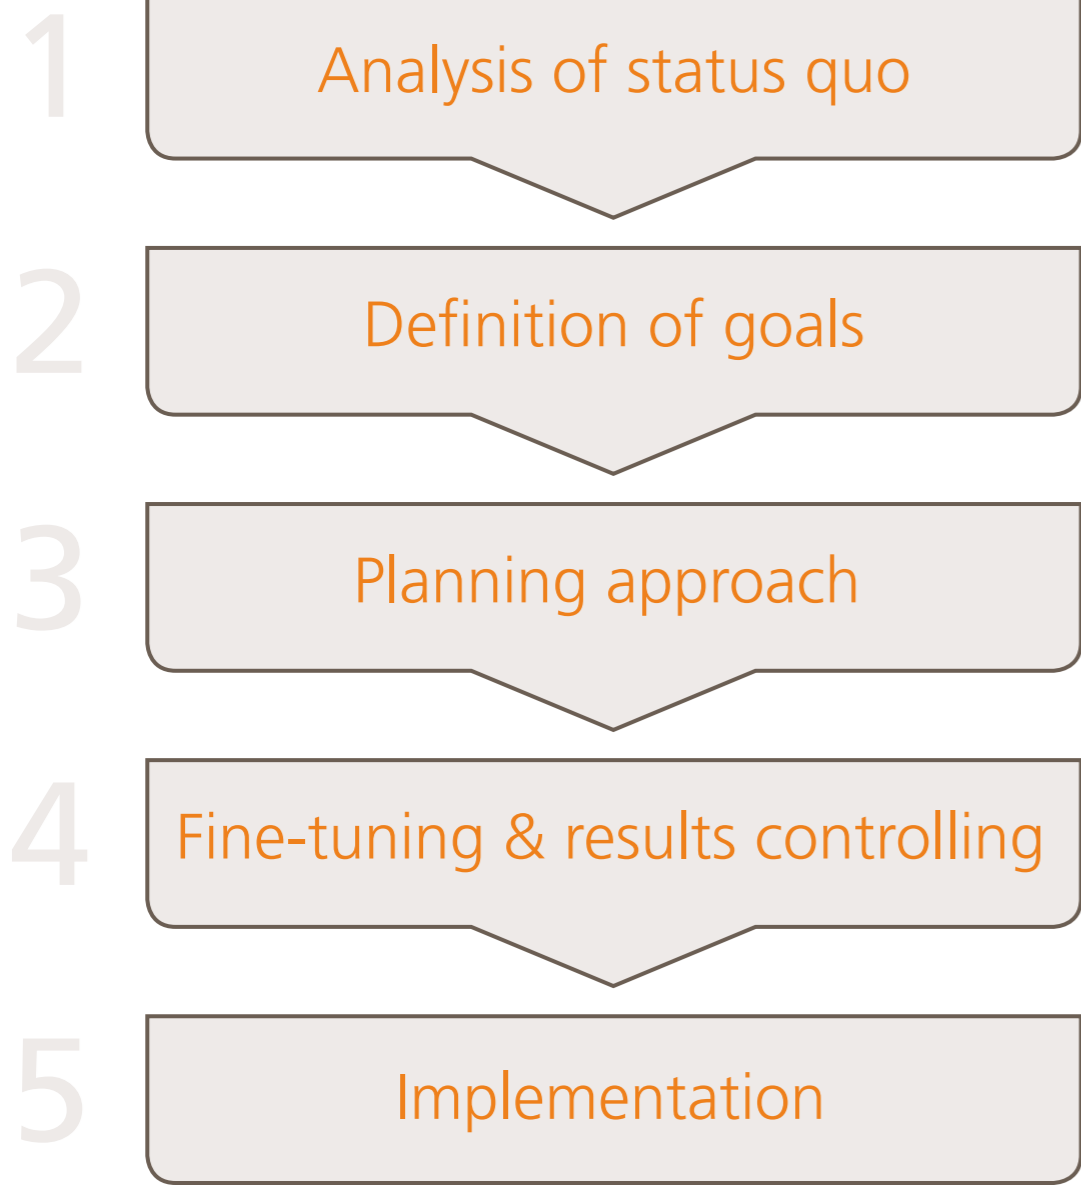 1
Analysis of status quo
2
Definition of goals
3
Planning approach
4
Fine-tuning & results controlling
5
Implementation